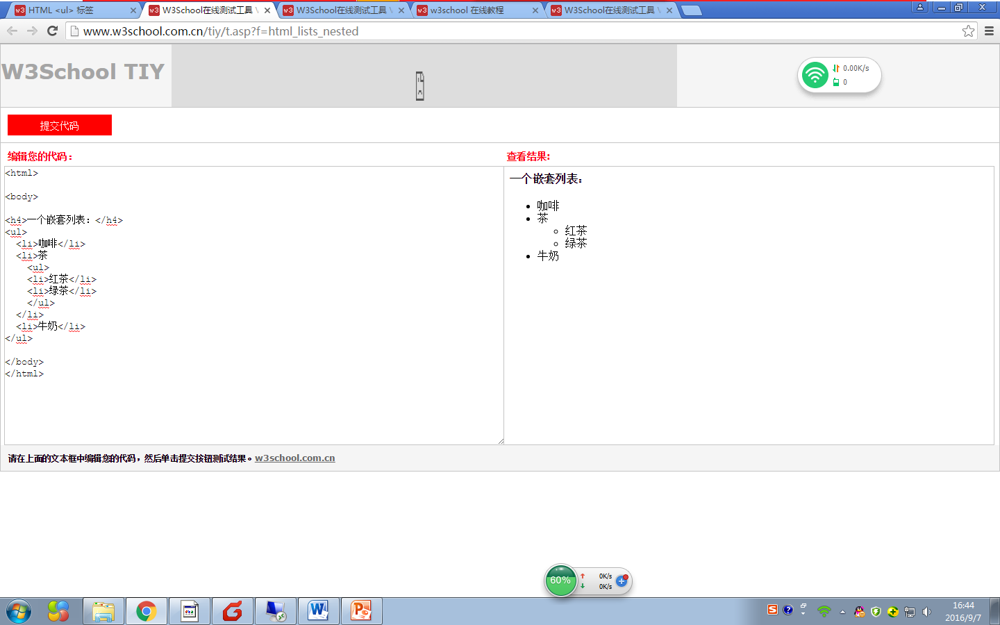 HTML <ul> 标签
W3School在线测试工具 \
W3School在线测试工具 \
w3school 在线教程
W3School在线测试工具 \
www.w3school.com.cn/tiy/t.asp?f=html_lists_nested
W3School TIY
0.00K/s
0
提交代码
编辑您的代码：
查看结果:
<html>
<body>
<h4>一个嵌套列表：</h4>
<ul>
<li>咖啡</li>
<li>茶
<ul>
<li>红茶</li>
<li>绿茶</li>
</ul>
</li>
<li>牛奶</li>
</ul>
</body>
</html>
一个嵌套列表：
咖啡
茶
红茶
绿茶
牛奶
请在上面的文本框中编辑您的代码，然后单击提交按钮测试结果。w3school.com.cn
60%
0K/s
0K/s
16:44
2016/9/7